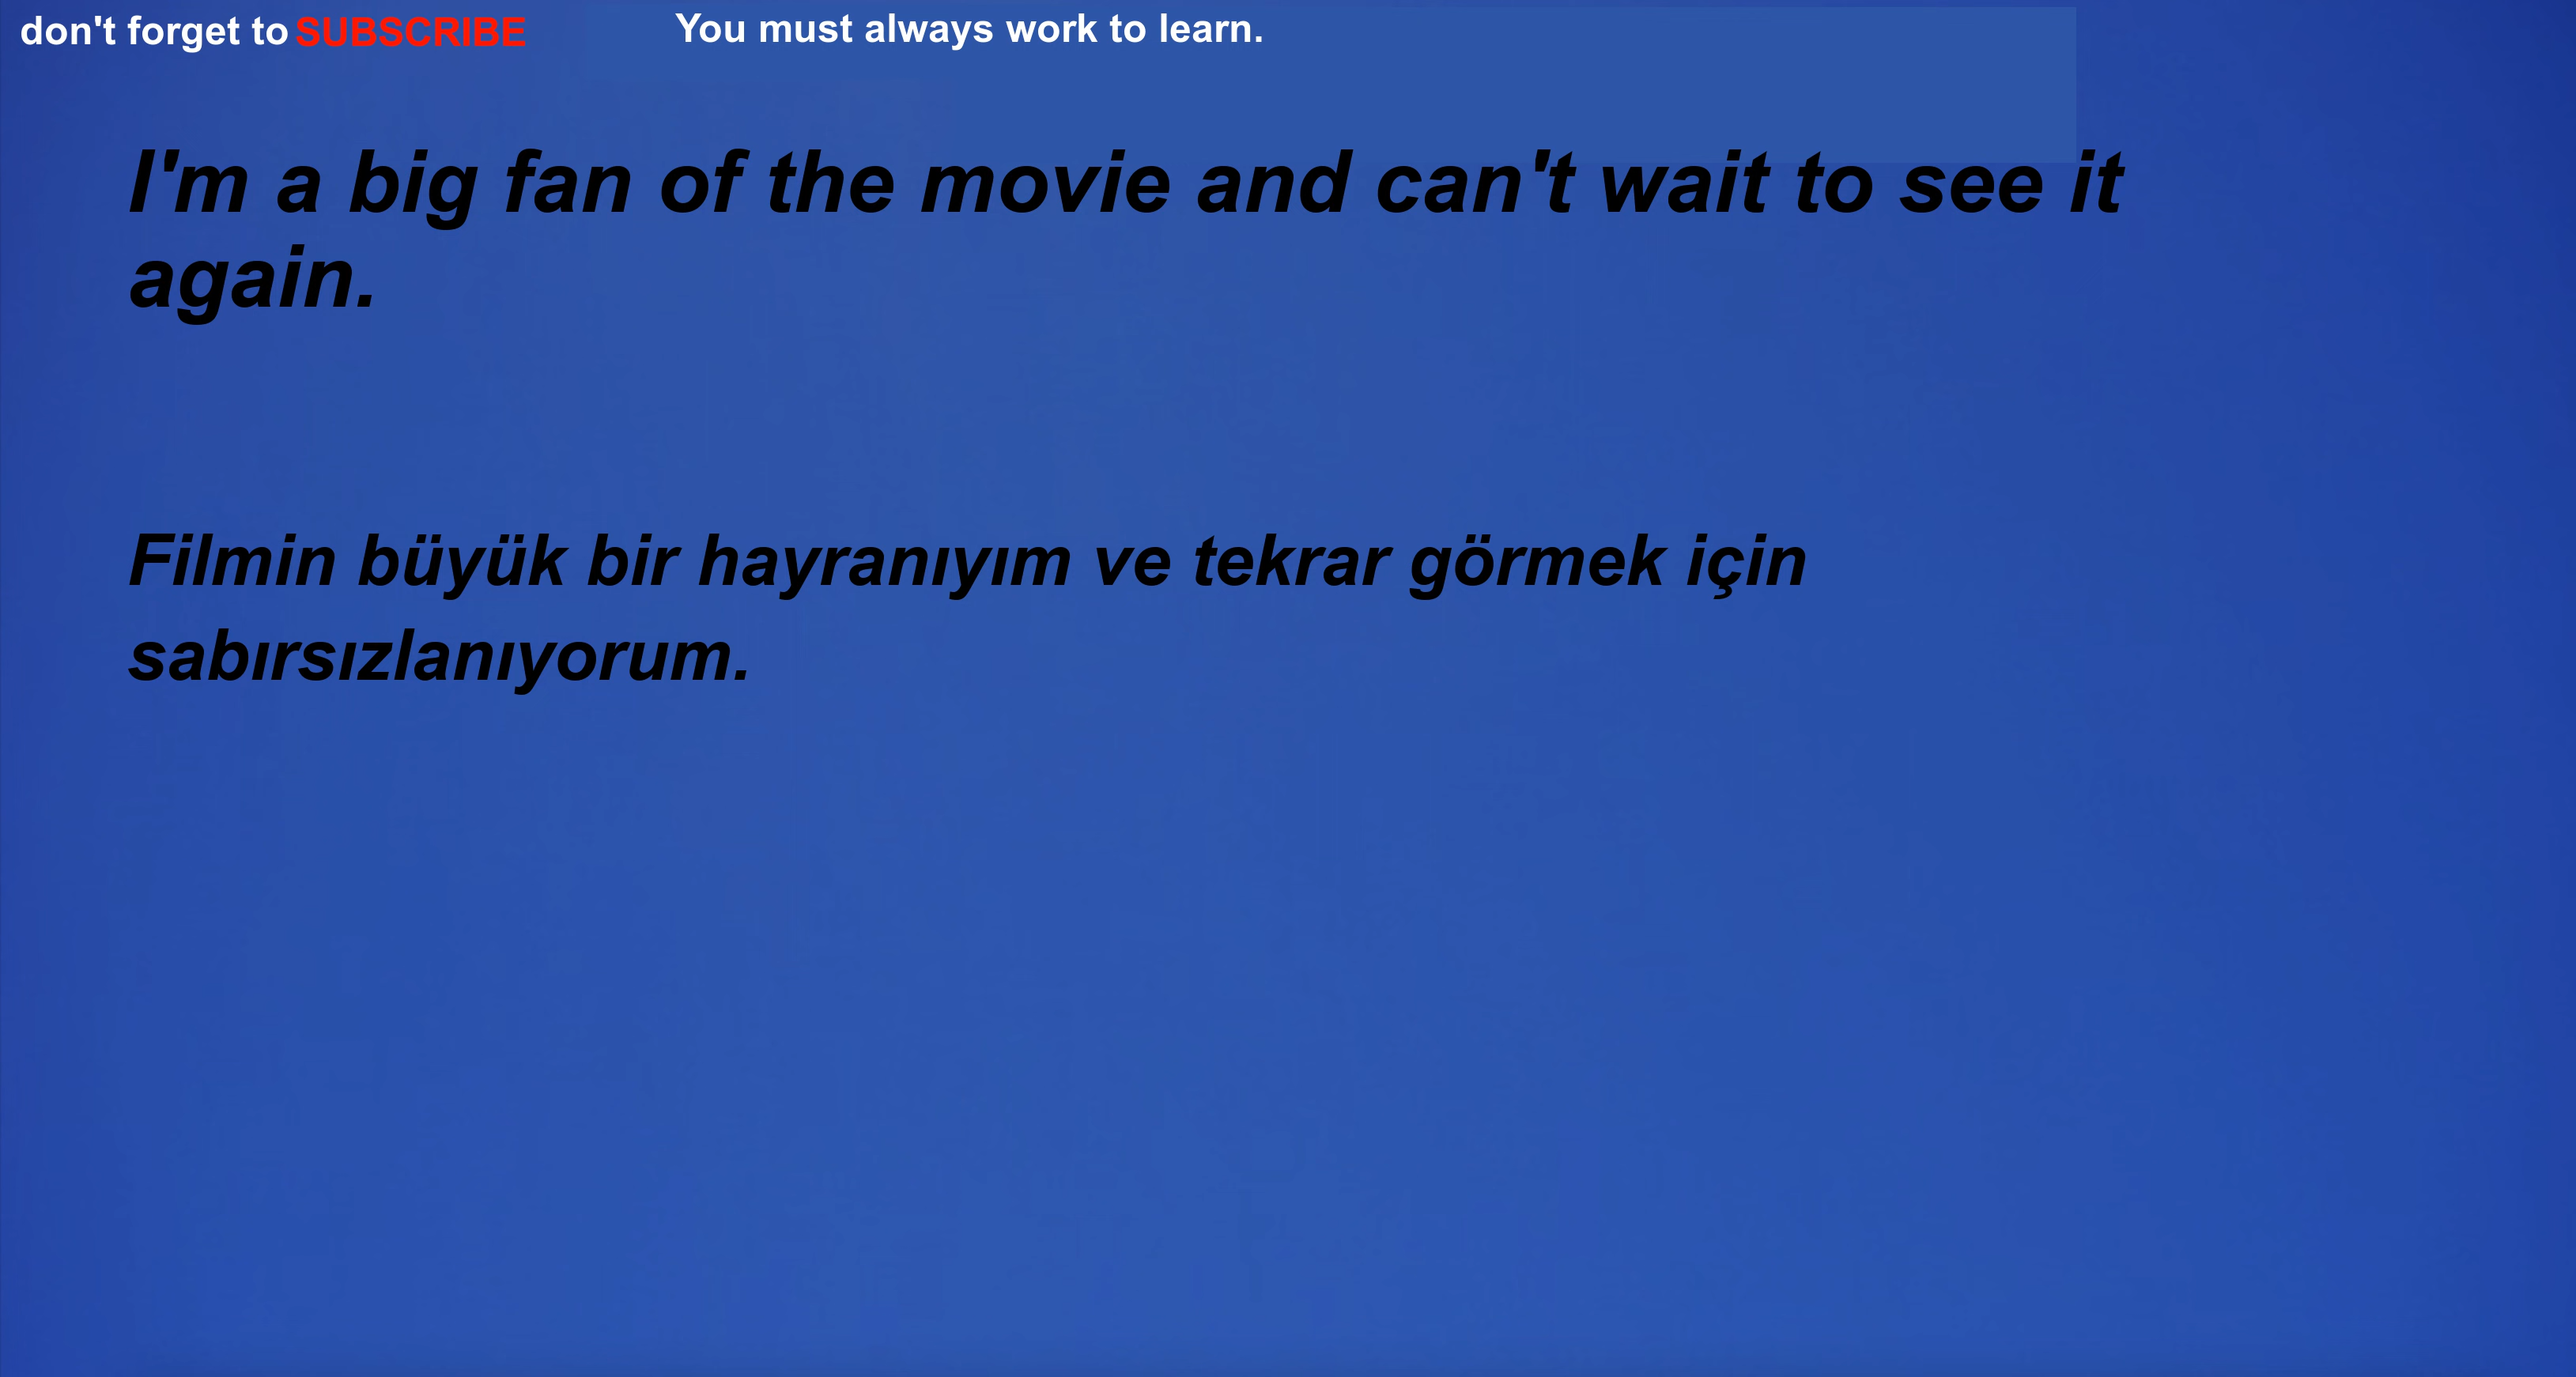 don't forget to SUBSCRIBE
You must always work to learn.
I'm a big fan of the movie and can't wait to see it
again.
Filmin büyük bir hayranıyım ve tekrar görmek için
sabırsızlanıyorum.